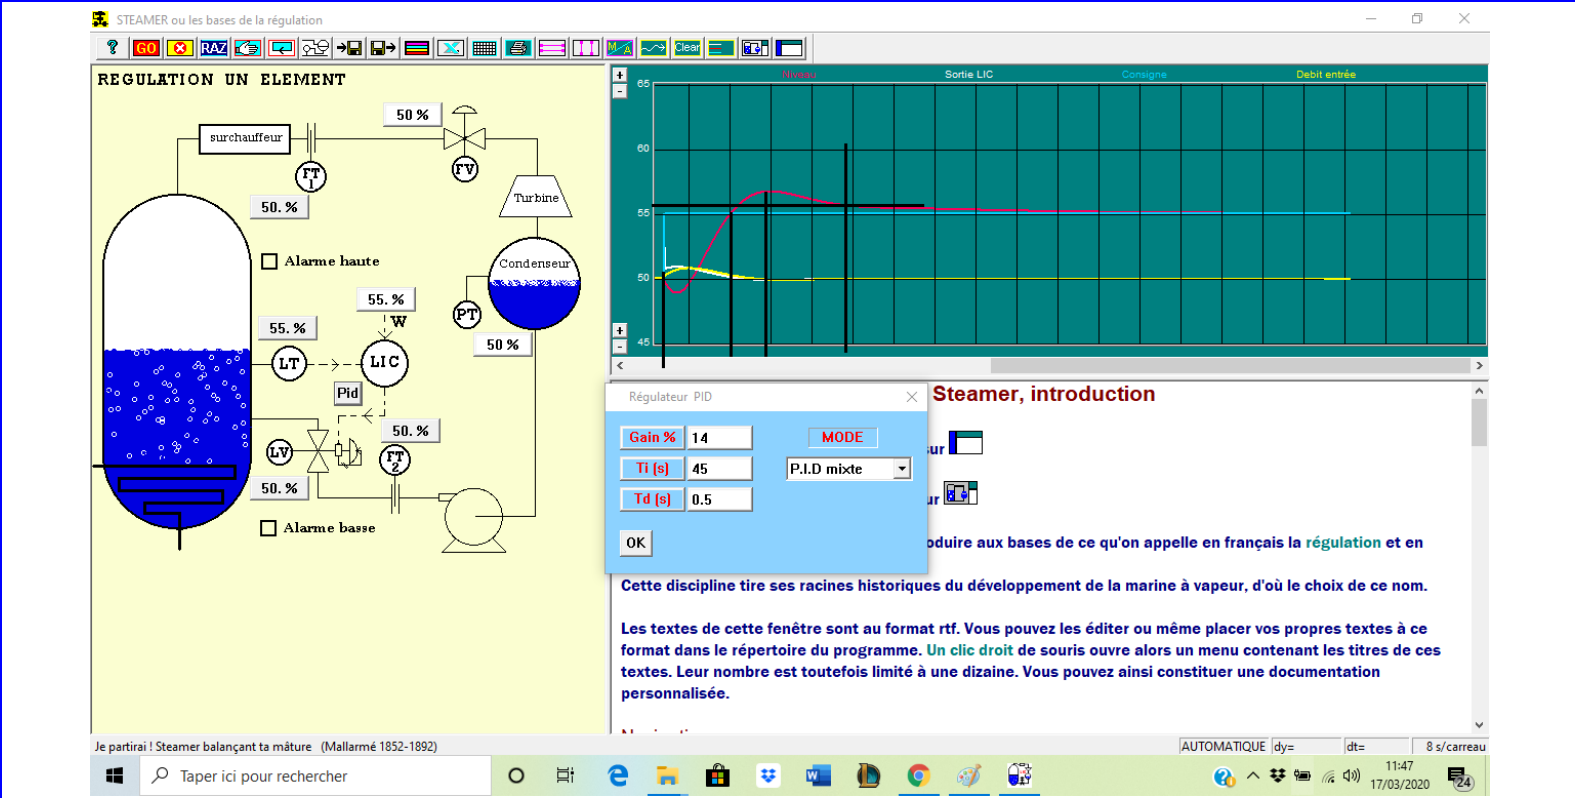 STEAMER ou les bases de la régulation
? GO RAZ M/A Clear
REGULATION UN ELEMENT
50 %
surchauffeur
FT
1
FV
50. %
Turbine
Alarme haute
Condenseur
55. %
W
PT
55. %
50 %
LT
LIC
Pid
50. %
LV
FT
2
50. %
Alarme basse
+
-
Niveau Sortie LIC Consigne Debit entrée
65
60
55
50
+
-
45
Régulateur PID
Gain % 14 MODE
Ti (s) 45 P.I.D mixte
Td (s) 0.5
OK
Steamer, introduction
ur
ur
oduire aux bases de ce qu'on appelle en français la régulation et en
Cette discipline tire ses racines historiques du développement de la marine à vapeur, d'où le choix de ce nom.
Les textes de cette fenêtre sont au format rtf. Vous pouvez les éditer ou même placer vos propres textes à ce
format dans le répertoire du programme. Un clic droit de souris ouvre alors un menu contenant les titres de ces
textes. Leur nombre est toutefois limité à une dizaine. Vous pouvez ainsi constituer une documentation
personnalisée.
Je partirai ! Steamer balançant ta mâture (Mallarmé 1852-1892)
AUTOMATIQUE dy= dt= 8 s/carreau
Taper ici pour rechercher
11:47
17/03/2020
24